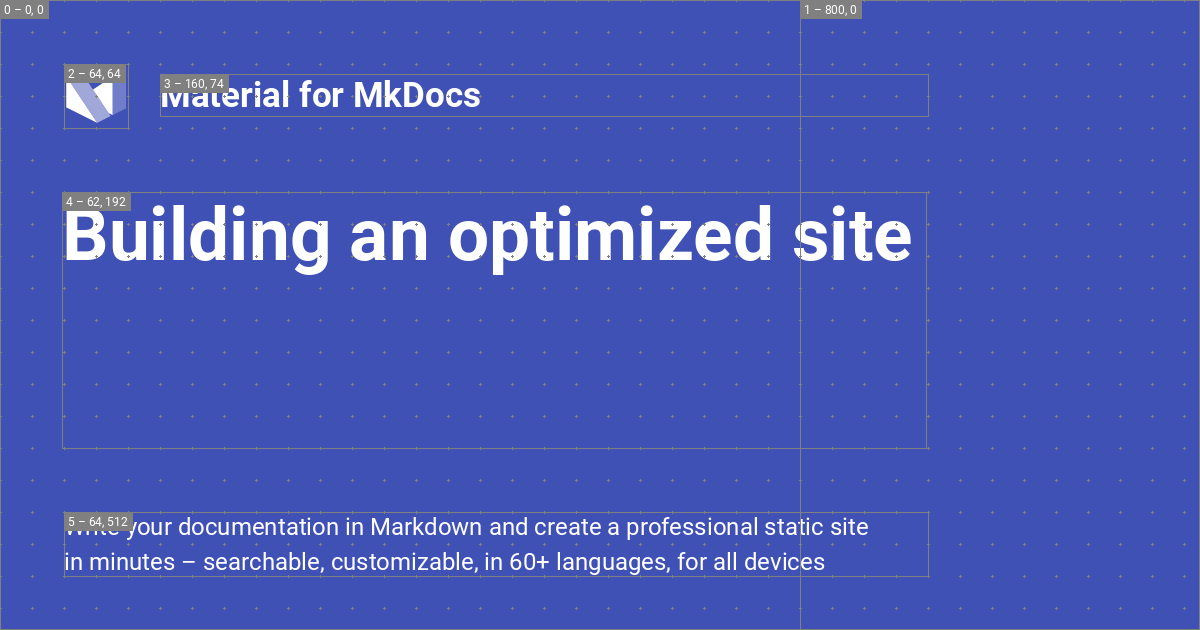 0 – 0, 0
1 – 800, 0
2 – 64, 64
3 – 160, 74
Material for MkDocs
4 – 62, 192
Building an optimized site
5 – 64, 512
Write your documentation in Markdown and create a professional static site
in minutes – searchable, customizable, in 60+ languages, for all devices